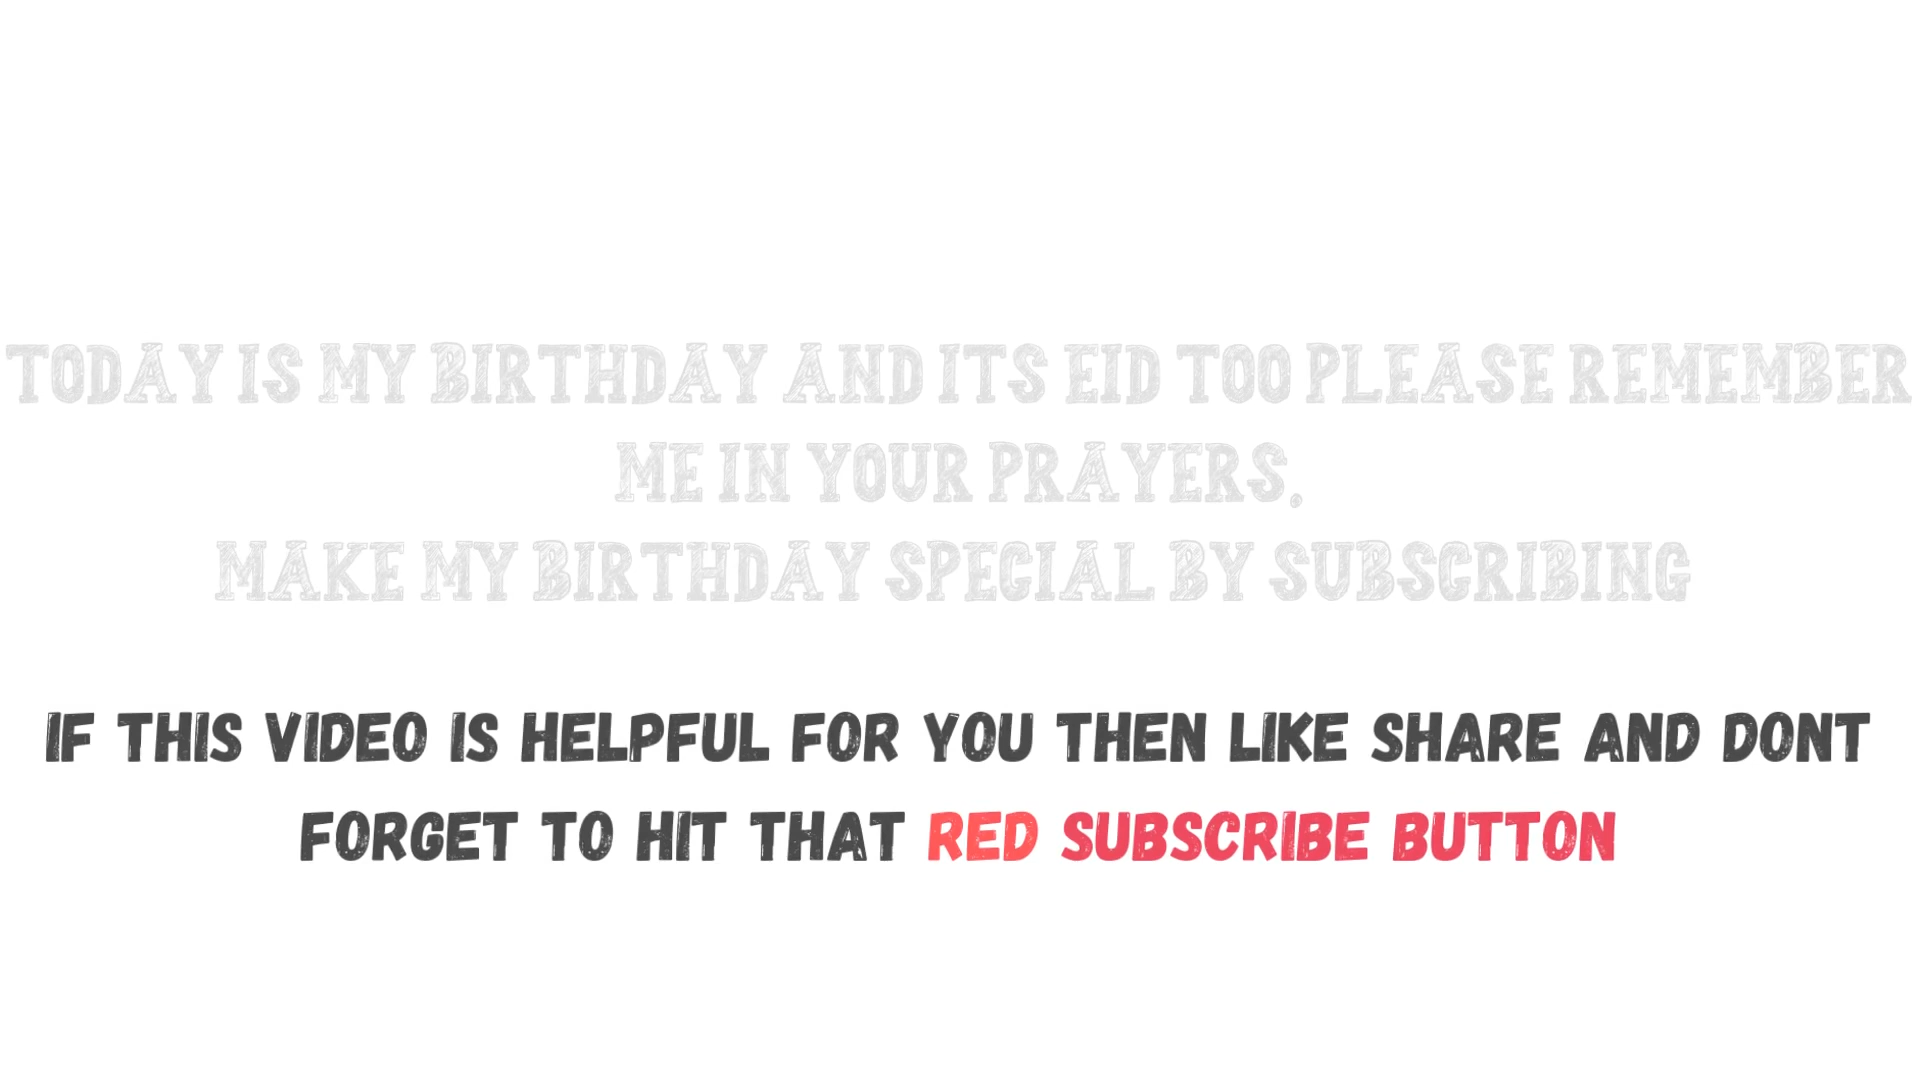 TODAY IS MY BIRTHDAY AND ITS EID TOO PLEASE REMEMBER
ME IN YOUR PRAYERS.
MAKE MY BIRTHDAY SPECIAL BY SUBSCRIBING
IF THIS VIDEO IS HELPFUL FOR YOU THEN LIKE SHARE AND DONT
FORGET TO HIT THAT RED SUBSCRIBE BUTTON